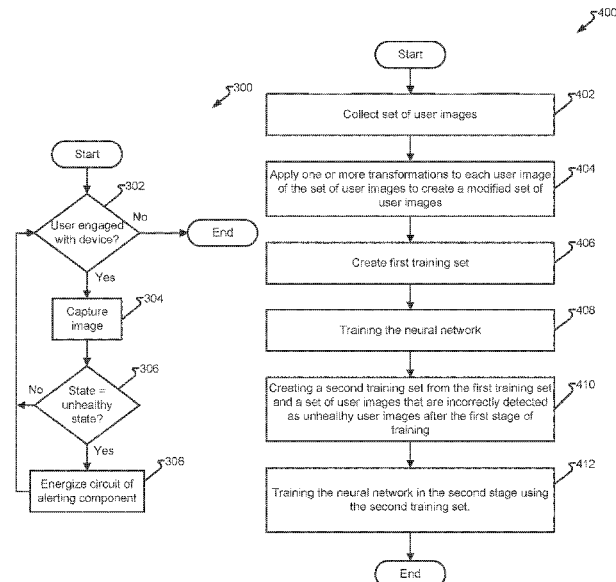 300
Start
302
User engaged
with device?
No
End
Yes
304
Capture
image
306
No
State =
unhealthy
state?
Yes
308
Energize circuit of
alerting component
400
Start
402
Collect set of user images
404
Apply one or more transformations to each user image
of the set of user images to create a modified set of
user images
406
Create first training set
408
Training the neural network
410
Creating a second training set from the first training set
and a set of user images that are incorrectly detected
as unhealthy user images after the first stage of
training
412
Training the neural network in the second stage using
the second training set.
End